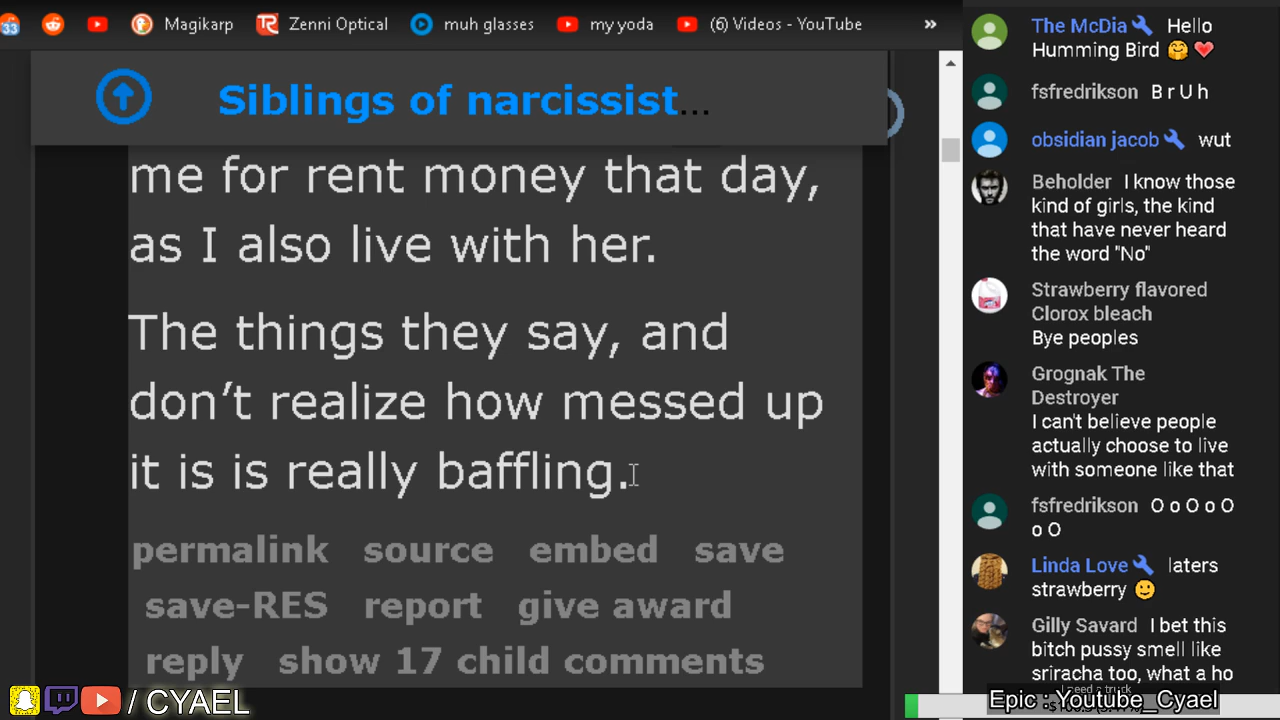 33
Magikarp
Zenni Optical
muh glasses
my yoda
(6) Videos - YouTube
»
Siblings of narcissist...
me for rent money that day,
as I also live with her.
The things they say, and
don’t realize how messed up
it is is really baffling.
permalink source embed save
save-RES report give award
reply show 17 child comments
/ CYAEL
The McDia Hello
Humming Bird 🤗 ❤
fsfredrikson B r U h
obsidian jacob wut
Beholder I know those
kind of girls, the kind
that have never heard
the word "No"
Strawberry flavored
Clorox bleach
Bye peoples
Grognak The
Destroyer
I can't believe people
actually choose to live
with someone like that
fsfredrikson O o O o O
o O
Linda Love laters
strawberry 🙂
Gilly Savard I bet this
bitch pussy smell like
sriracha too, what a ho
I need a truck
Epic : Youtube_Cyael